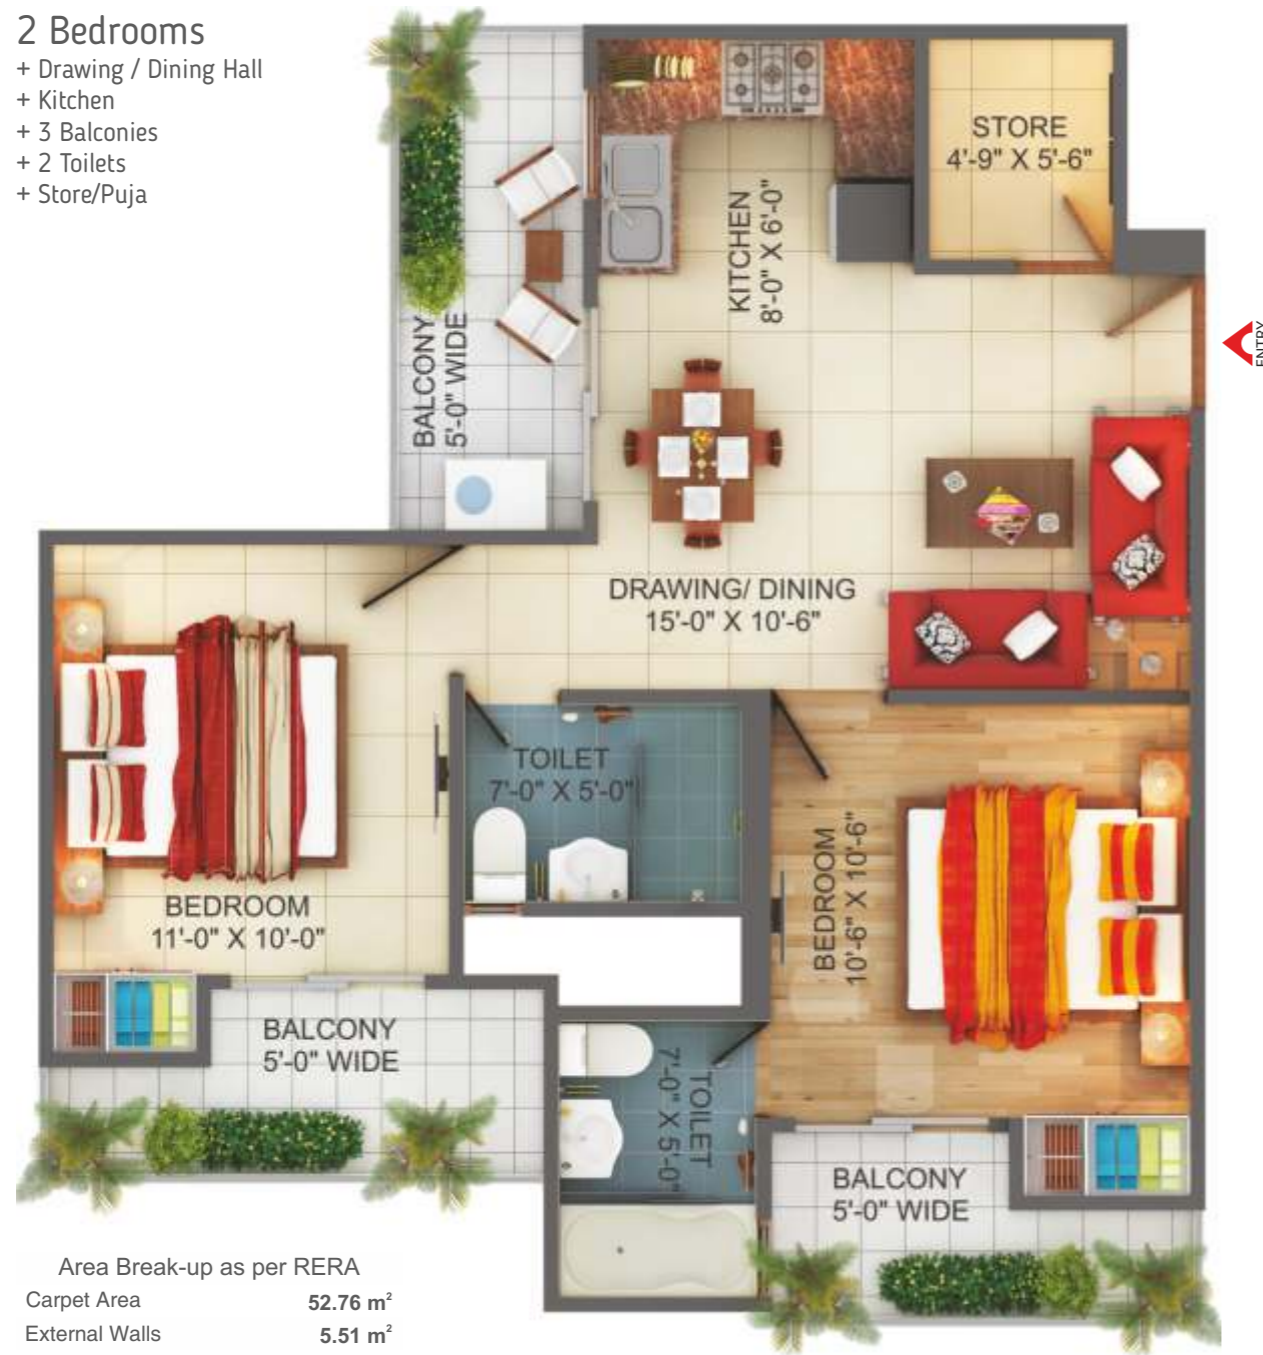 2 Bedrooms
+ Drawing / Dining Hall
+ Kitchen
+ 3 Balconies
+ 2 Toilets
+ Store/Puja
STORE
4'-9" X 5'-6"
KITCHEN
8'-0" X 6'-0"
BALCONY
5'-0" WIDE
ENTRY
DRAWING/ DINING
15'-0" X 10'-6"
TOILET
7'-0" X 5'-0"
BEDROOM
11'-0" X 10'-0"
BEDROOM
10'-6" X 10'-6"
BALCONY
5'-0" WIDE
TOILET
7'-0" X 5'-0"
BALCONY
5'-0" WIDE
Area Break-up as per RERA
Carpet Area 52.76 m²
External Walls 5.51 m²